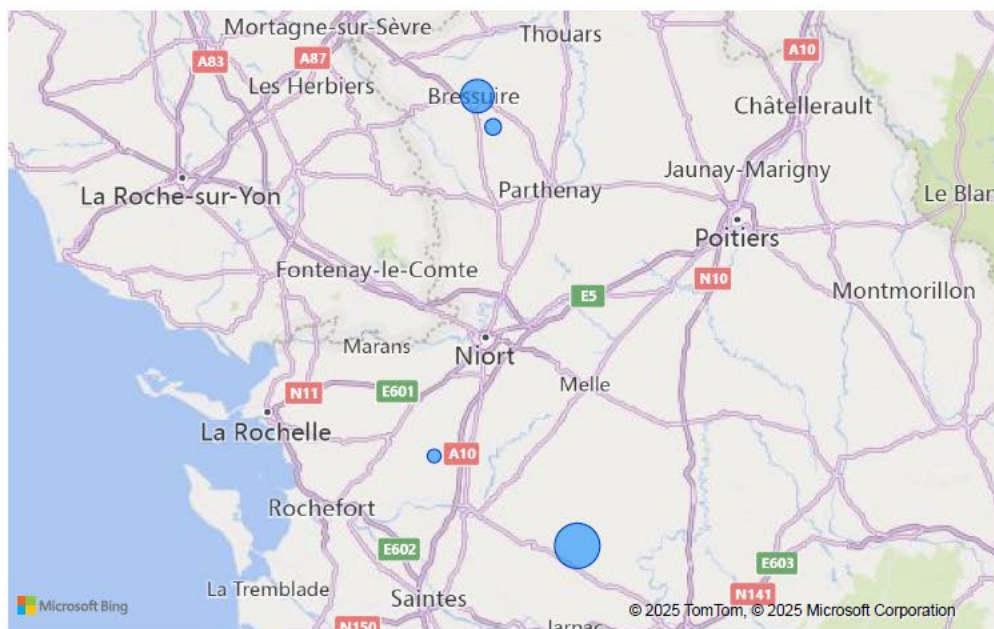 Mortagne-sur-Sèvre
Thouars
A10
A83
A87
Les Herbiers
Bressuire
Châtellerault
Jaunay-Marigny
La Roche-sur-Yon
Parthenay
Le Blan
Poitiers
Fontenay-le-Comte
N10
E5
Montmorillon
Marans
Niort
Melle
N11
E601
La Rochelle
A10
Rochefort
E602
E603
La Tremblade
Saintes
N141
Microsoft Bing
© 2025 TomTom, © 2025 Microsoft Corporation
N150
Jarnac